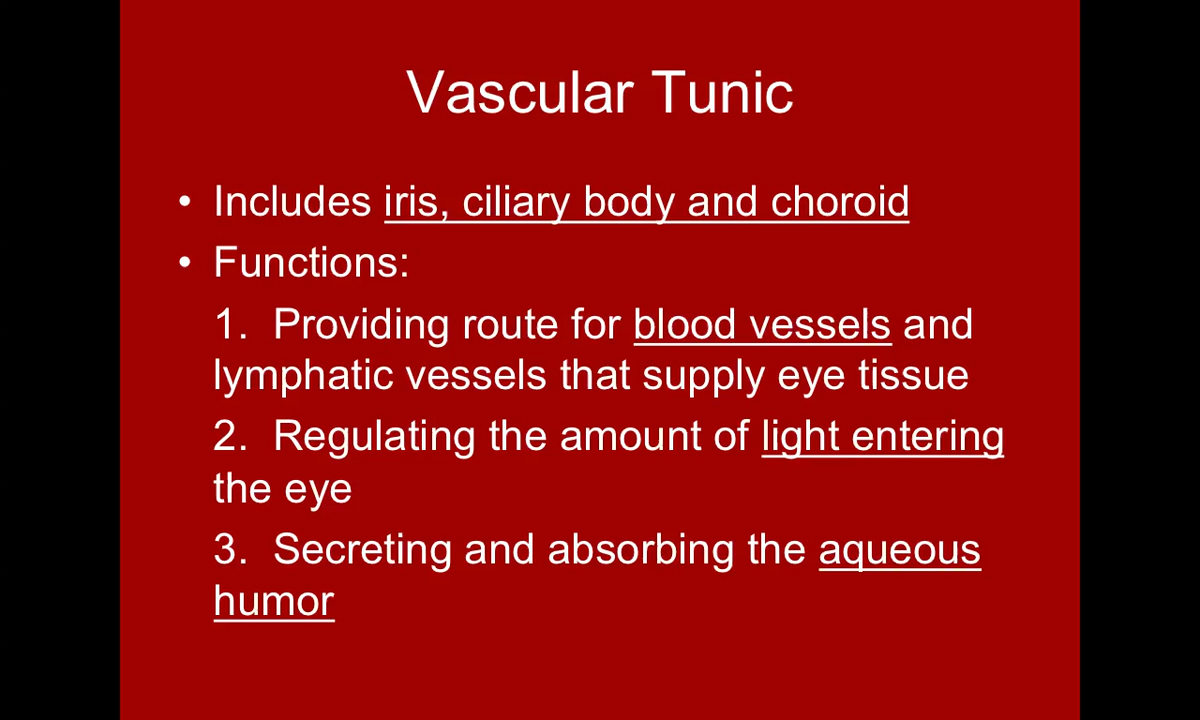 Vascular Tunic
• Includes iris, ciliary body and choroid
• Functions:
1. Providing route for blood vessels and
lymphatic vessels that supply eye tissue
2. Regulating the amount of light entering
the eye
3. Secreting and absorbing the aqueous
humor